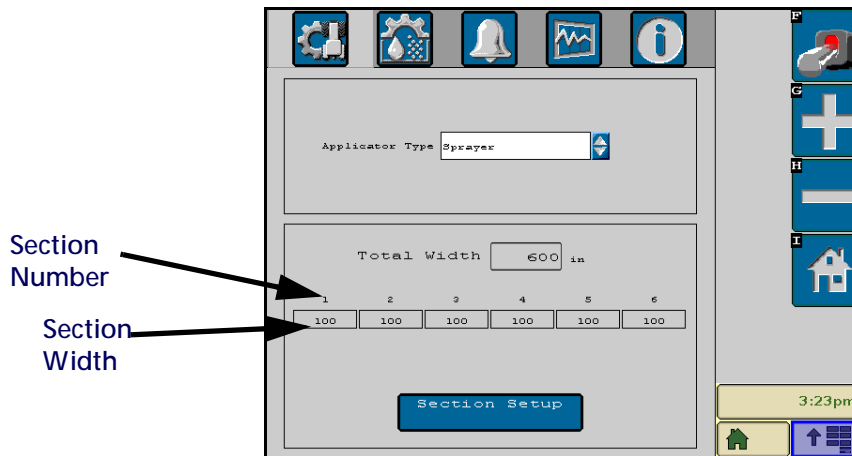 F
G
H
I
Applicator Type Sprayer
Section
Number
Total Width 600 in
1 2 3 4 5 6
100 100 100 100 100 100
Section
Width
Section Setup
3:23pm